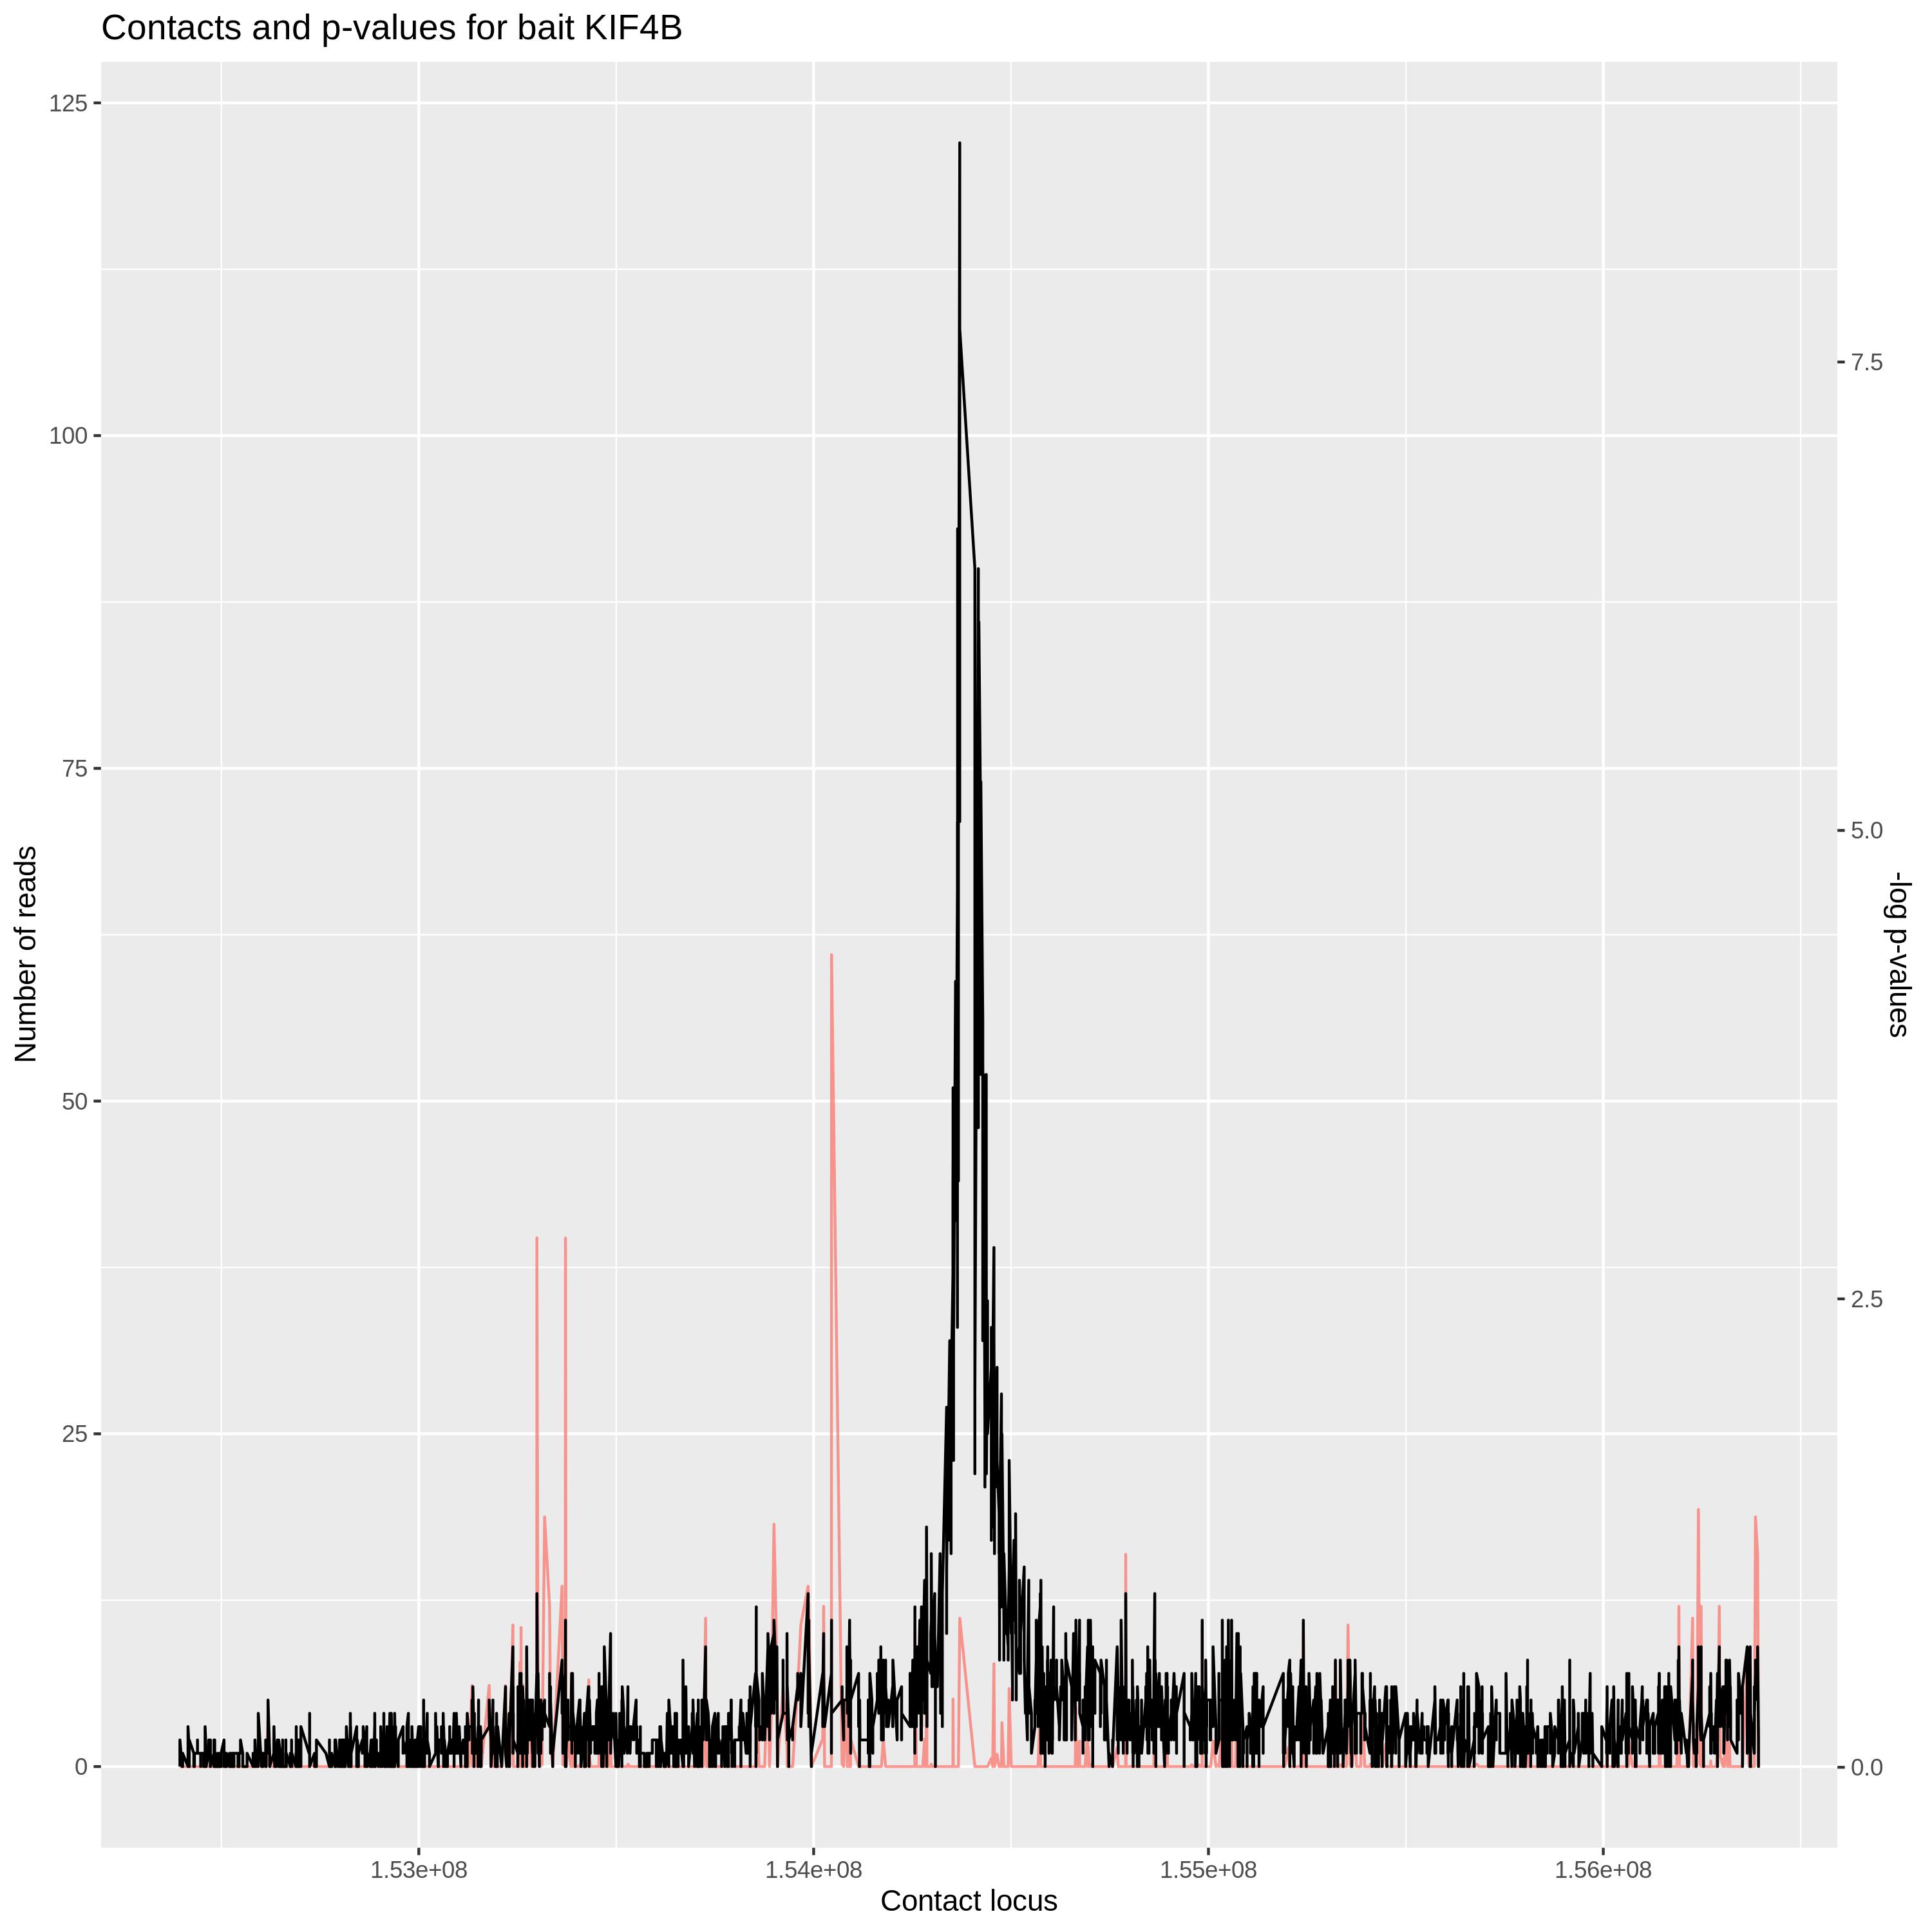 Contacts and p-values for bait KIF4B
125
100
75
50
25
0
Number of reads
7.5
5.0
2.5
0.0
-log p-values
1.53e+08
1.54e+08
1.55e+08
1.56e+08
Contact locus